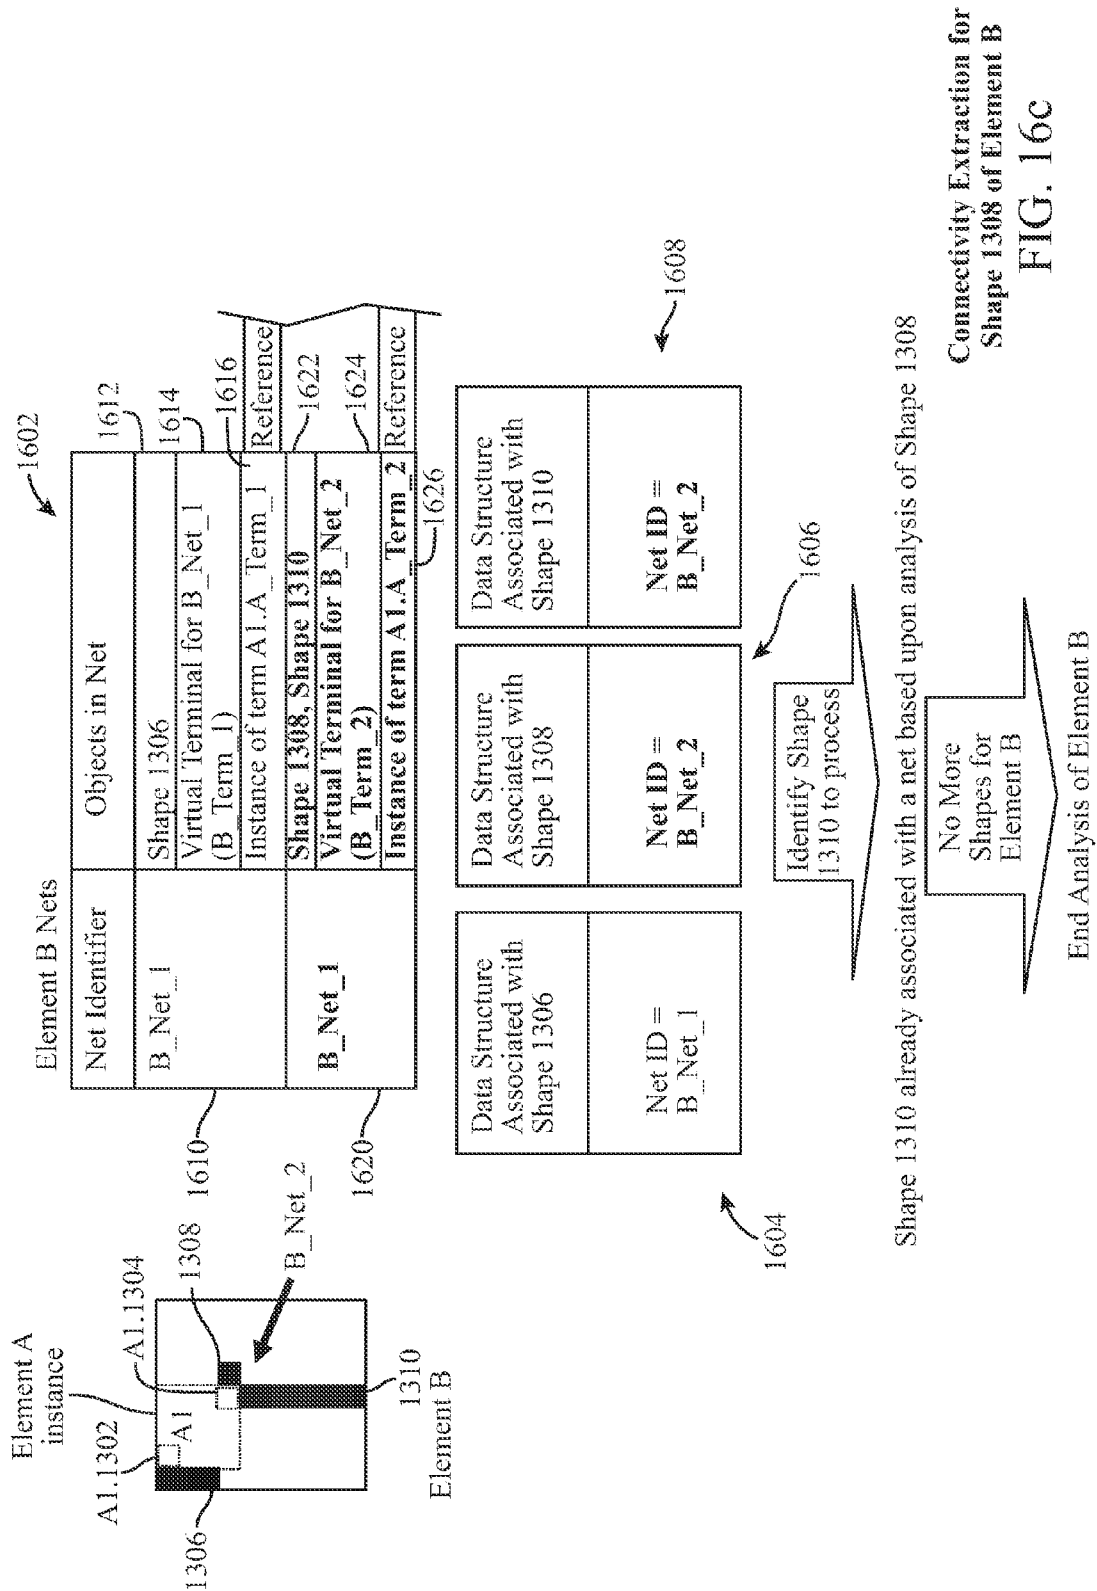 Element A
instance
A1.1302
A1.1304
1308
A1
B_Net_2
1306
1310
Element B
Element B Nets
1602
Net Identifier
Objects in Net
1612
B_Net_1
Shape 1306
1614
Virtual Terminal for B_Net_1
(B_Term_1)
1616
Instance of term A1.A_Term_1
Reference
1610
B_Net_1
Shape 1308, Shape 1310
1622
Virtual Terminal for B_Net_2
(B_Term_2)
1624
Instance of term A1.A_Term_2
Reference
1620
1626
Data Structure
Associated with
Shape 1306
Net ID =
B_Net_1
1604
Data Structure
Associated with
Shape 1308
Net ID =
B_Net_2
1606
Data Structure
Associated with
Shape 1310
Net ID =
B_Net_2
1608
Identify Shape
1310 to process
Shape 1310 already associated with a net based upon analysis of Shape 1308
No More
Shapes for
Element B
End Analysis of Element B
Connectivity Extraction for
Shape 1308 of Element B
FIG. 16c